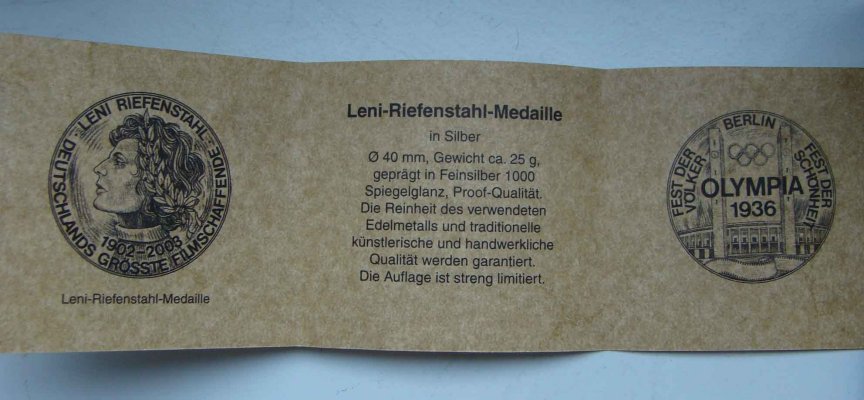 LENI RIEFENSTAHL
DEUTSCHLANDS GRÖSSTE FILMSCHAFFENDE
1902–2003
Leni-Riefenstahl-Medaille
Leni-Riefenstahl-Medaille
in Silber
Ø 40 mm, Gewicht ca. 25 g,
geprägt in Feinsilber 1000
Spiegelglanz, Proof-Qualität.
Die Reinheit des verwendeten
Edelmetalls und traditionelle
künstlerische und handwerkliche
Qualität werden garantiert.
Die Auflage ist streng limitiert.
BERLIN
FEST DER
VÖLKER
FEST DER
SCHÖNHEIT
OLYMPIA
1936